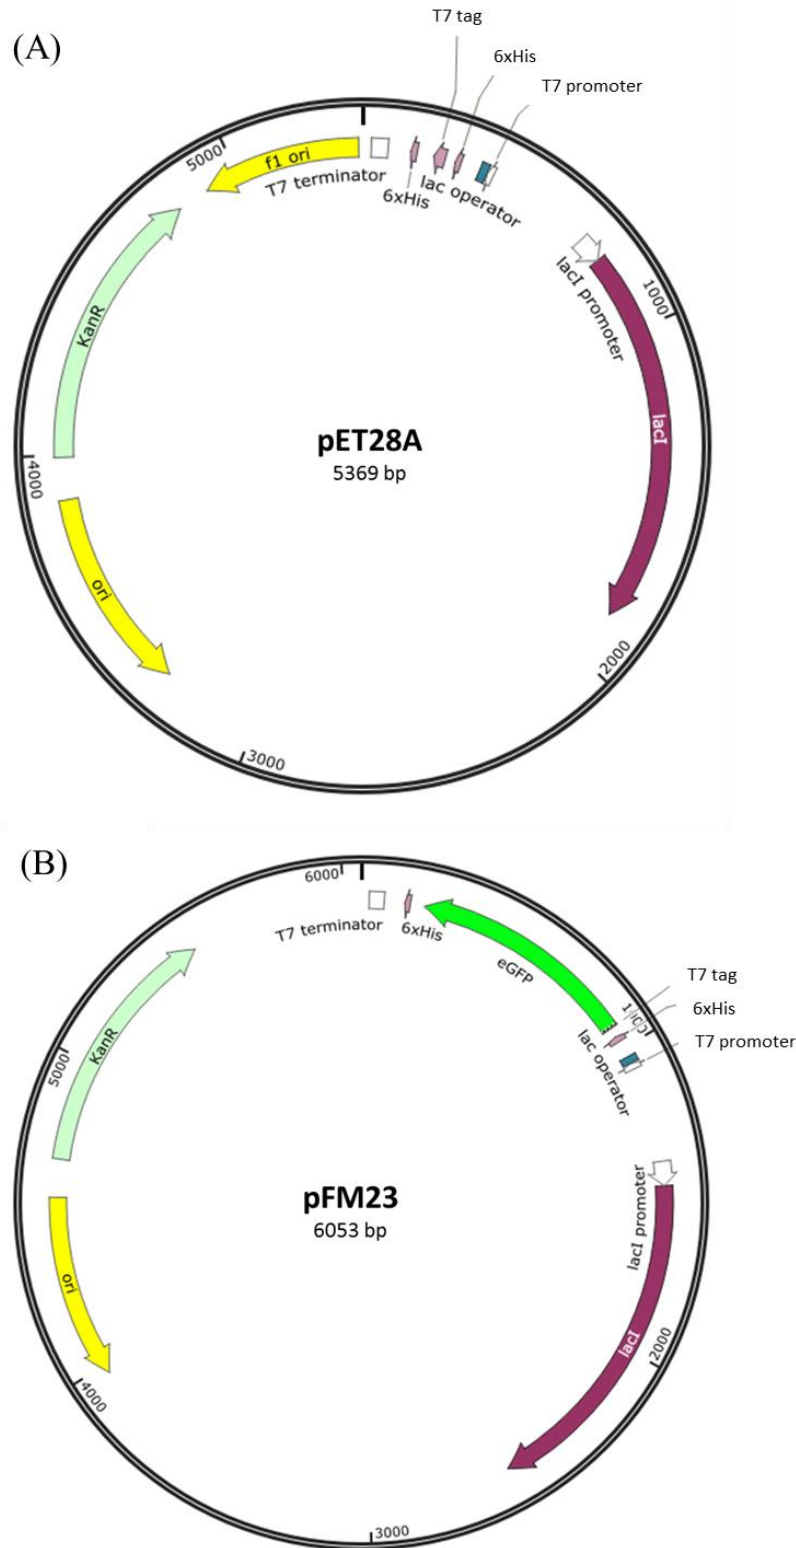 (A)
T7 tag
6xHis
T7 promoter
5000
f1 ori
T7 terminator
6xHis
lac operator
KanR
lacI promoter
1000
lacI
pET28A
5369 bp
4000
ori
2000
3000
(B)
6000
T7 terminator
6xHis
eGFP
T7 tag
6xHis
T7 promoter
lac operator
KanR
5000
pFM23
6053 bp
lacI promoter
ori
lacI
2000
4000
3000